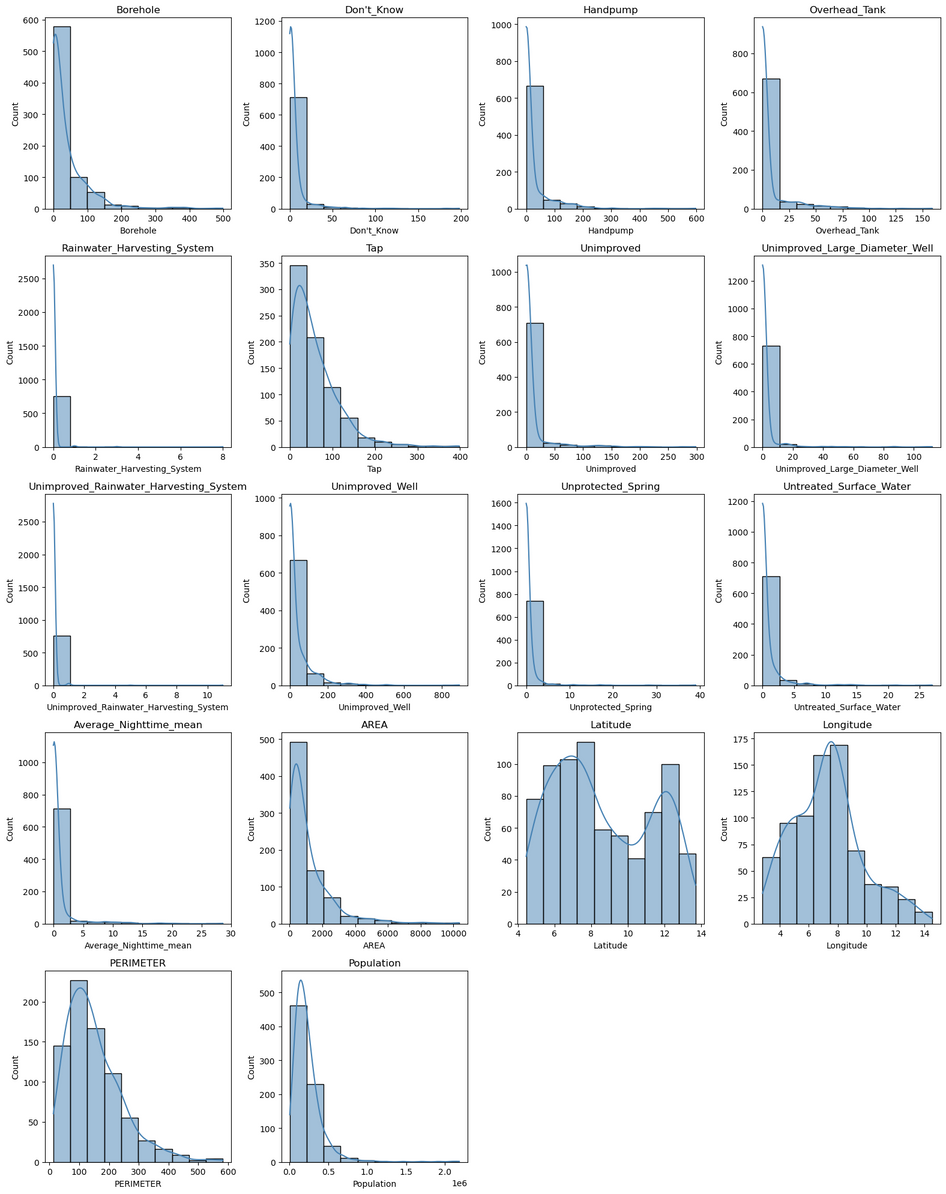 Borehole
600
500
400
300
200
100
0
Count
0 100 200 300 400 500
Borehole
Don't_Know
1200
1000
800
600
400
200
0
Count
0 50 100 150 200
Don't_Know
Handpump
1000
800
600
400
200
0
Count
0 100 200 300 400 500 600
Handpump
Overhead_Tank
800
600
400
200
0
Count
0 25 50 75 100 125 150
Overhead_Tank
Rainwater_Harvesting_System
2500
2000
1500
1000
500
0
Count
0 2 4 6 8
Rainwater_Harvesting_System
Tap
350
300
250
200
150
100
50
0
Count
0 100 200 300 400
Tap
Unimproved
1000
800
600
400
200
0
Count
0 50 100 150 200 250 300
Unimproved
Unimproved_Large_Diameter_Well
1200
1000
800
600
400
200
0
Count
0 20 40 60 80 100
Unimproved_Large_Diameter_Well
Unimproved_Rainwater_Harvesting_System
2500
2000
1500
1000
500
0
Count
0 2 4 6 8 10
Unimproved_Rainwater_Harvesting_System
Unimproved_Well
1000
800
600
400
200
0
Count
0 200 400 600 800
Unimproved_Well
Unprotected_Spring
1600
1400
1200
1000
800
600
400
200
0
Count
0 10 20 30 40
Unprotected_Spring
Untreated_Surface_Water
1200
1000
800
600
400
200
0
Count
0 5 10 15 20 25
Untreated_Surface_Water
Average_Nighttime_mean
1000
800
600
400
200
0
Count
0 5 10 15 20 25 30
Average_Nighttime_mean
AREA
500
400
300
200
100
0
Count
0 2000 4000 6000 8000 10000
AREA
Latitude
100
80
60
40
20
0
Count
4 6 8 10 12 14
Latitude
Longitude
175
150
125
100
75
50
25
0
Count
4 6 8 10 12 14
Longitude
PERIMETER
200
150
100
50
0
Count
0 100 200 300 400 500 600
PERIMETER
Population
500
400
300
200
100
0
Count
0.0 0.5 1.0 1.5 2.0
1e6
Population